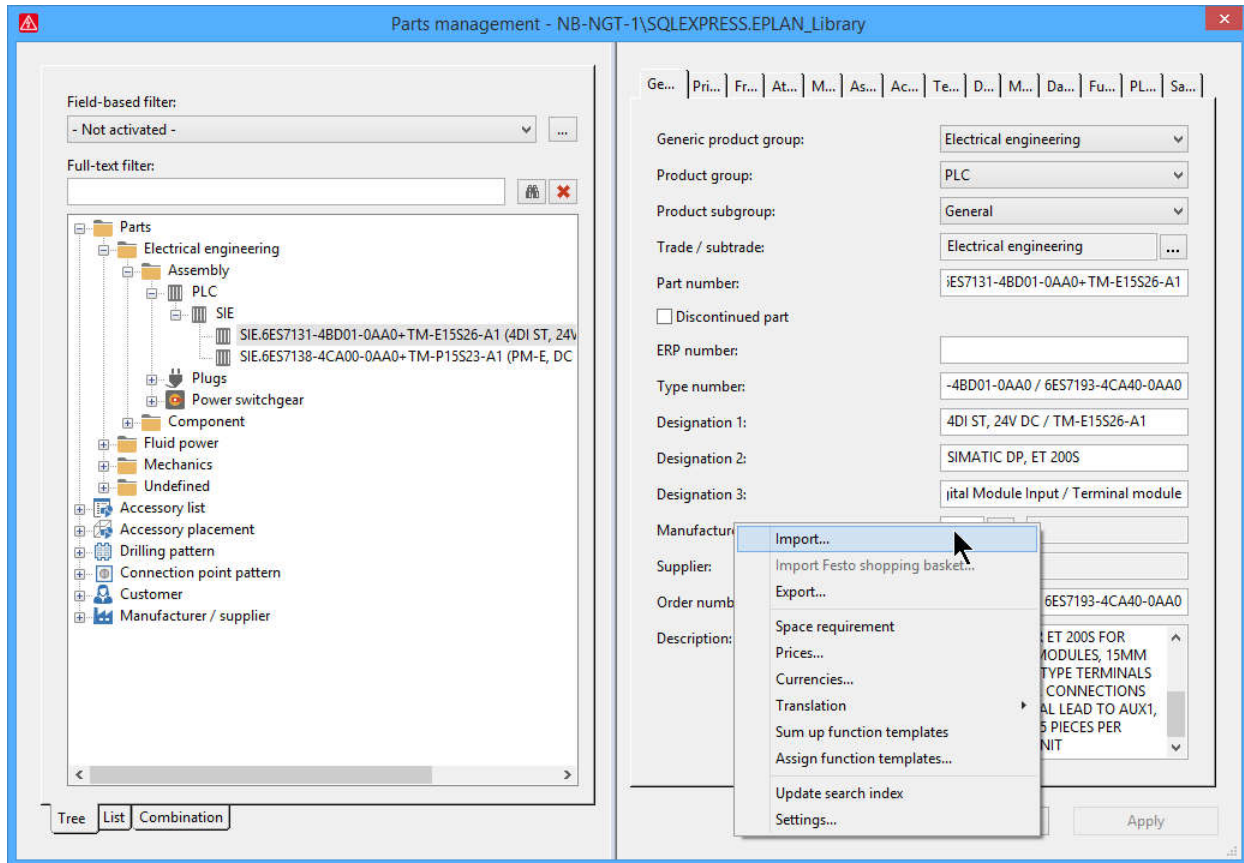 Parts management - NB-NGT-1\SQLEXPRESS.EPLAN_Library
Field-based filter:
- Not activated -
...
Full-text filter:
Parts
Electrical engineering
Assembly
PLC
SIE
SIE.6ES7131-4BD01-0AA0+TM-E15S26-A1 (4DI ST, 24V
SIE.6ES7138-4CA00-0AA0+TM-P15S23-A1 (PM-E, DC
Plugs
Power switchgear
Component
Fluid power
Mechanics
Undefined
Accessory list
Accessory placement
Drilling pattern
Connection point pattern
Customer
Manufacturer / supplier
Tree List Combination
Ge... Pri... Fr... At... M... As... Ac... Te... D... M... Da... Fu... PL... Sa...
Generic product group: Electrical engineering
Product group: PLC
Product subgroup: General
Trade / subtrade: Electrical engineering ...
Part number: 6ES7131-4BD01-0AA0+TM-E15S26-A1
Discontinued part
ERP number:
Type number: -4BD01-0AA0 / 6ES7193-4CA40-0AA0
Designation 1: 4DI ST, 24V DC / TM-E15S26-A1
Designation 2: SIMATIC DP, ET 200S
Designation 3: gital Module Input / Terminal module
Manufacture
Supplier:
Order numb 6ES7193-4CA40-0AA0
Description: ET 200S FOR
MODULES, 15MM
TYPE TERMINALS
CONNECTIONS
AL LEAD TO AUX1,
5 PIECES PER
NIT
Import...
Import Festo shopping basket...
Export...
Space requirement
Prices...
Currencies...
Translation
Sum up function templates
Assign function templates...
Update search index
Settings...
Apply